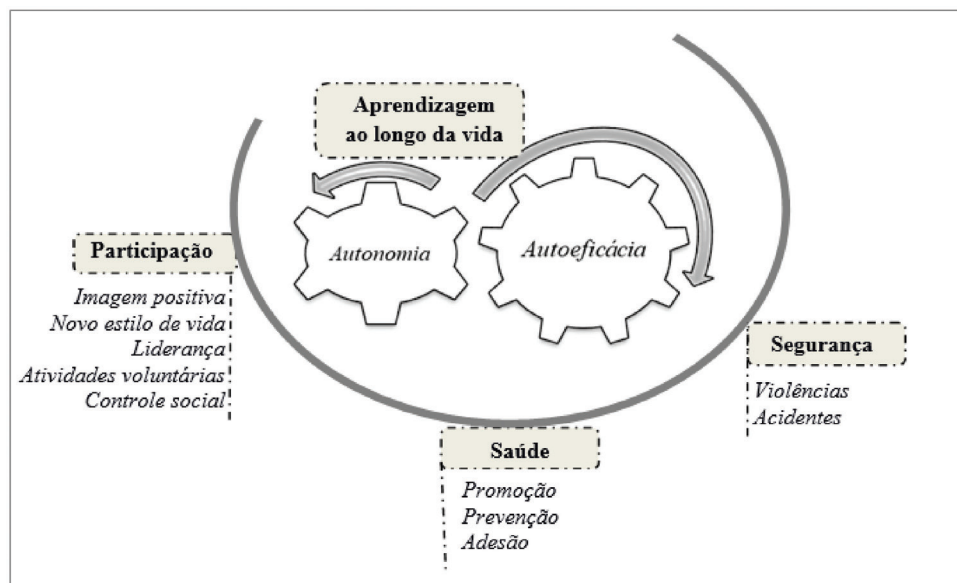 Aprendizagem
ao longo da vida
Autonomia
Autoeficácia
Participação
Imagem positiva
Novo estilo de vida
Liderança
Atividades voluntárias
Controle social
Saúde
Promoção
Prevenção
Adesão
Segurança
Violências
Acidentes